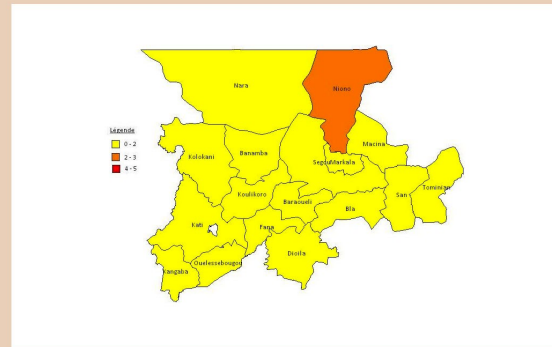 Nara
Niono
Légende
0 - 2
2 - 3
4 - 5
Kolokani
Banamba
Macina
Segou
Markala
Koulikoro
Baraoueli
Bla
San
Tominian
Kati
Fana
Dioila
Ouelessebougou
Kangaba